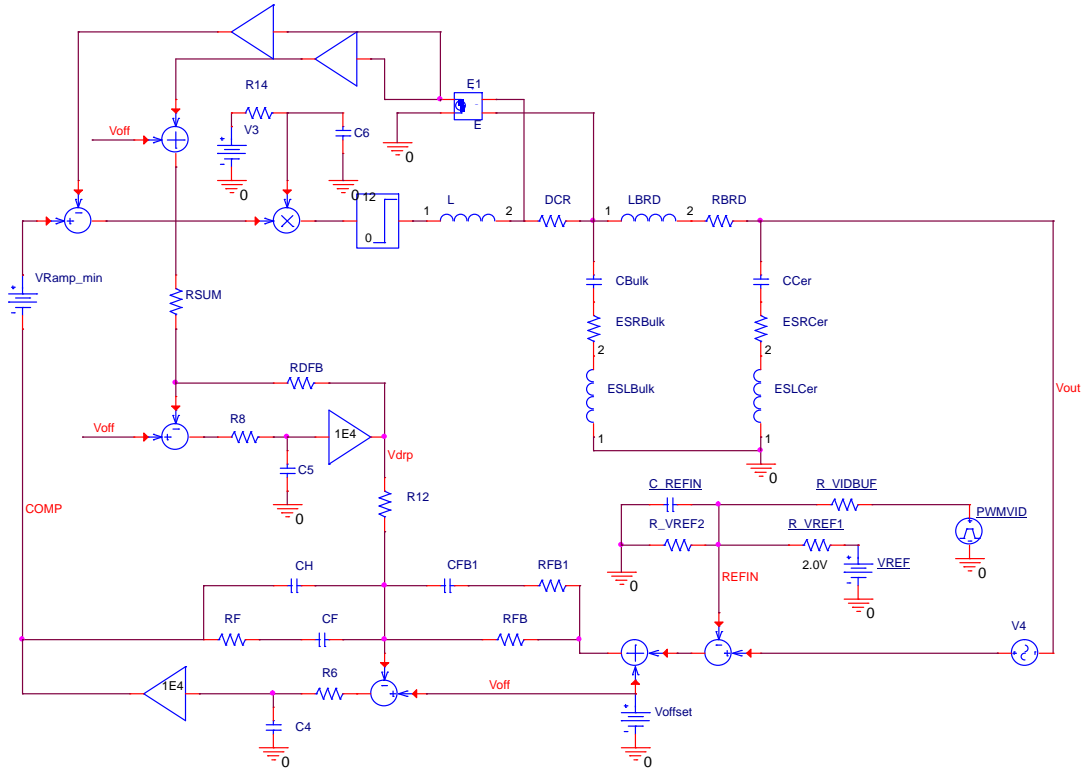 E1
R14
V3
C6
+
-
-
E
0
Voff
0
0
12
0
L
1
2
DCR
LBRD
1
2
RBRD
+
-
VRamp_min
+
-
RSUM
CBulk
CCer
ESRBulk
ESRCer
2
2
RDFB
ESLBulk
ESLCer
Vout
Voff
-
+
R8
1E4
1
1
Vdrp
C5
0
0
R12
C_REFIN
R_VIDBUF
COMP
PWMVID
R_VREF2
R_VREF1
2.0V
+
-
VREF
0
0
0
REFIN
CH
CFB1
RFB1
RF
CF
RFB
V4
-
+
1E4
R6
-
+
Voff
C4
+
-
Voffset
0
0